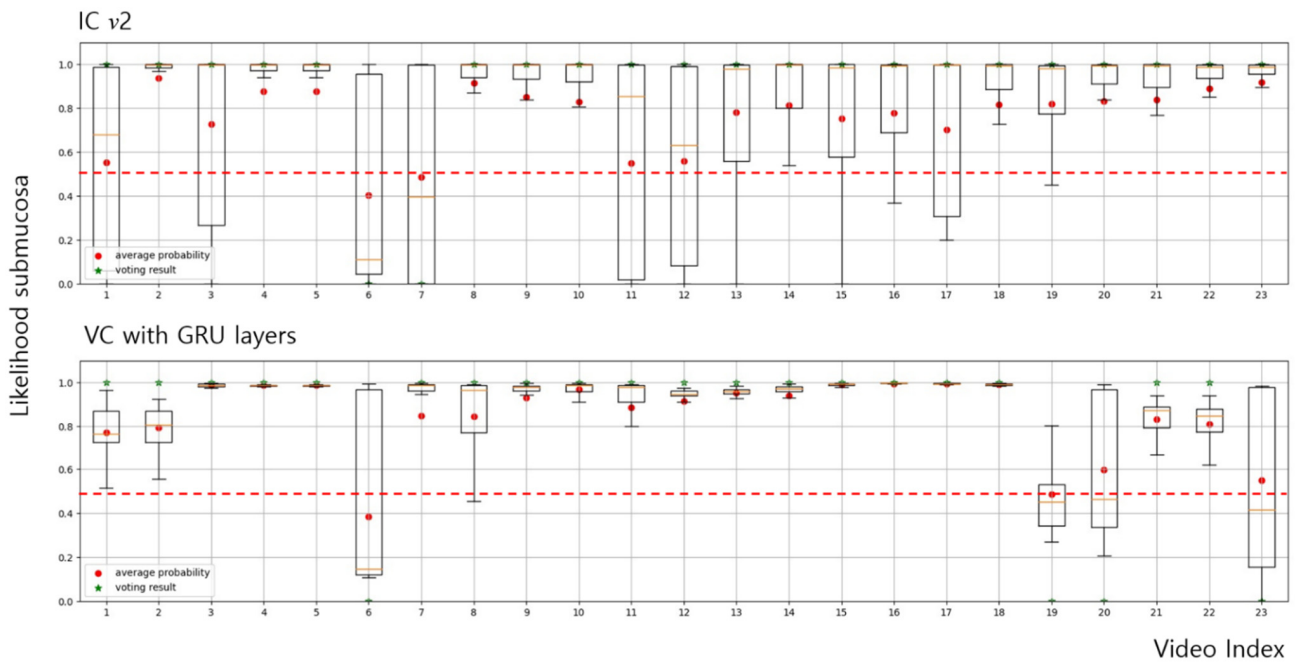 IC v2
Likelihood submucosa
1.0
0.8
0.6
0.4
0.2
0.0
average probability
voting result
1 2 3 4 5 6 7 8 9 10 11 12 13 14 15 16 17 18 19 20 21 22 23
VC with GRU layers
1.0
0.8
0.6
0.4
0.2
0.0
average probability
voting result
1 2 3 4 5 6 7 8 9 10 11 12 13 14 15 16 17 18 19 20 21 22 23
Video Index